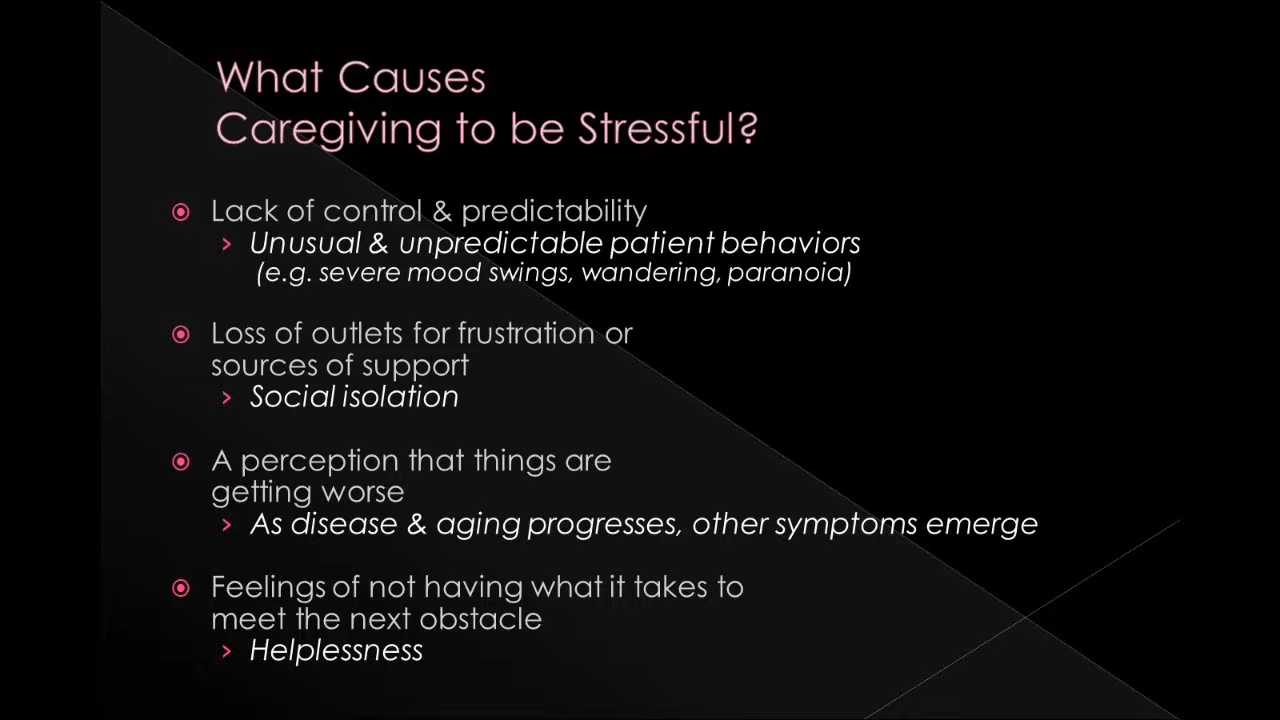 What Causes
Caregiving to be Stressful?
Lack of control & predictability
Unusual & unpredictable patient behaviors
(e.g. severe mood swings, wandering, paranoia)
Loss of outlets for frustration or
sources of support
Social isolation
A perception that things are
getting worse
As disease & aging progresses, other symptoms emerge
Feelings of not having what it takes to
meet the next obstacle
Helplessness